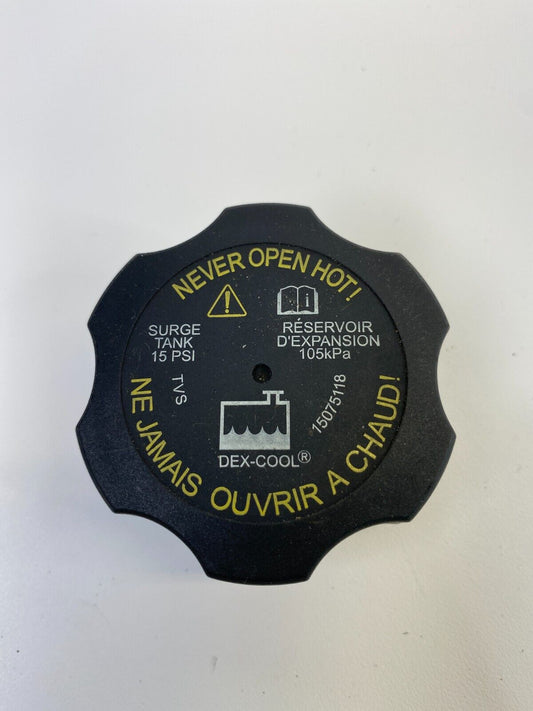 NEVER OPEN HOT!
SURGE
TANK
15 PSI
RÉSERVOIR
D'EXPANSION
105kPa
TVS
15075118
DEX-COOL®
NE JAMAIS OUVRIR A CHAUD!